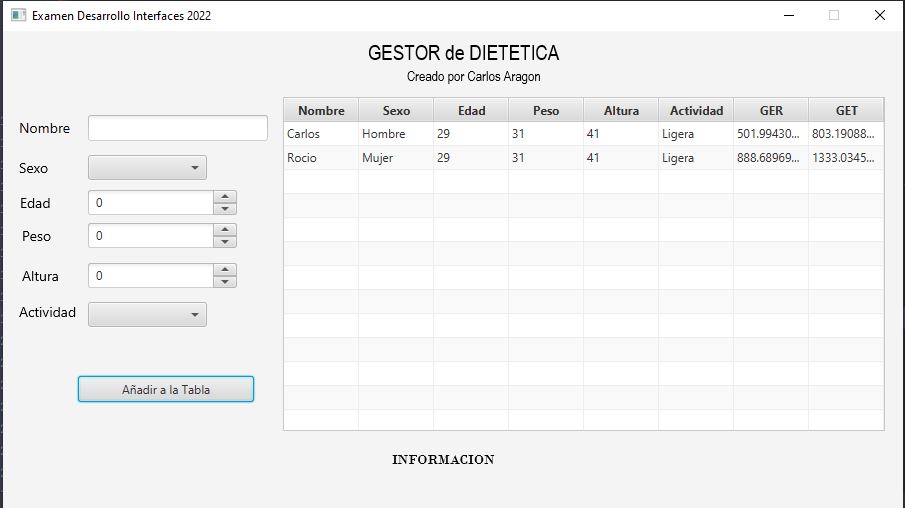 Examen Desarrollo Interfaces 2022
GESTOR de DIETETICA
Creado por Carlos Aragon
Nombre
Sexo
Edad 0
Peso 0
Altura 0
Actividad
Añadir a la Tabla
Nombre Sexo Edad Peso Altura Actividad GER GET
Carlos Hombre 29 31 41 Ligera 501.99430... 803.19088...
Rocio Mujer 29 31 41 Ligera 888.68969... 1333.0345...
INFORMACION